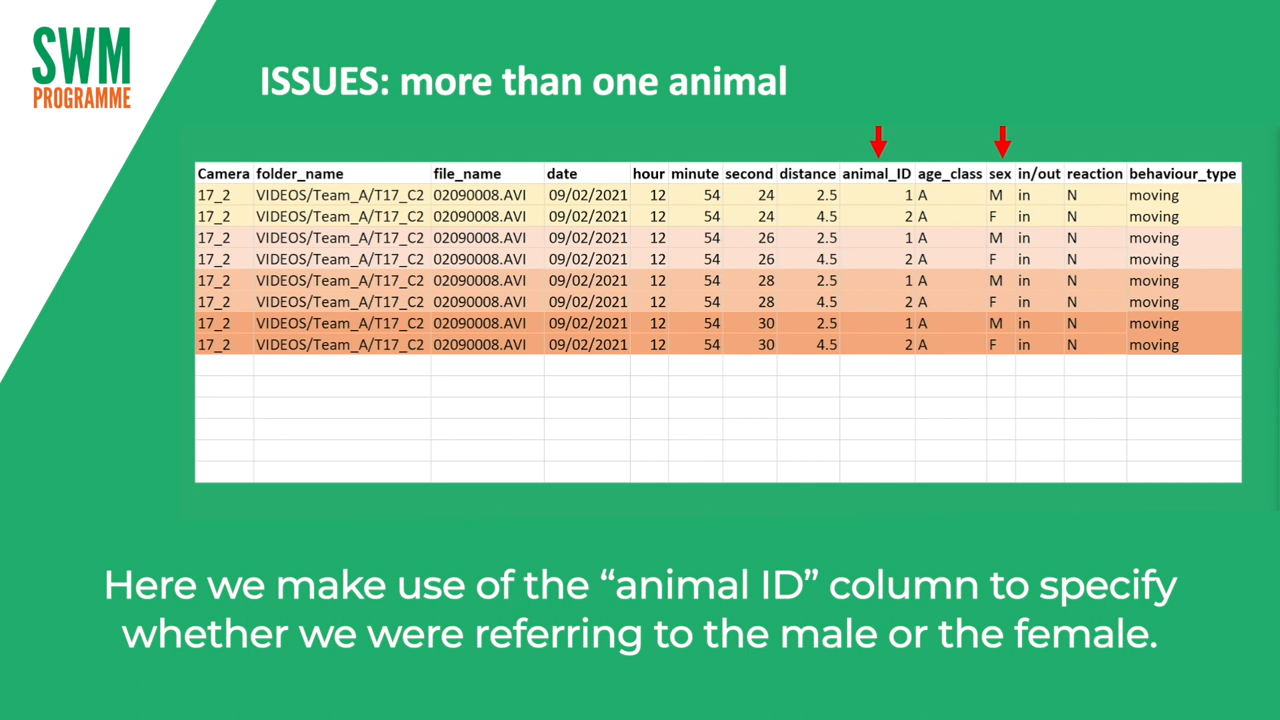 SWM
PROGRAMME
ISSUES: more than one animal
Camera folder_name file_name date hour minute second distance animal_ID age_class sex in/out reaction behaviour_type
17_2 VIDEOS/Team_A/T17_C2 02090008.AVI 09/02/2021 12 54 24 2.5 1 A M in N moving
17_2 VIDEOS/Team_A/T17_C2 02090008.AVI 09/02/2021 12 54 24 4.5 2 A F in N moving
17_2 VIDEOS/Team_A/T17_C2 02090008.AVI 09/02/2021 12 54 26 2.5 1 A M in N moving
17_2 VIDEOS/Team_A/T17_C2 02090008.AVI 09/02/2021 12 54 26 4.5 2 A F in N moving
17_2 VIDEOS/Team_A/T17_C2 02090008.AVI 09/02/2021 12 54 28 2.5 1 A M in N moving
17_2 VIDEOS/Team_A/T17_C2 02090008.AVI 09/02/2021 12 54 28 4.5 2 A F in N moving
17_2 VIDEOS/Team_A/T17_C2 02090008.AVI 09/02/2021 12 54 30 2.5 1 A M in N moving
17_2 VIDEOS/Team_A/T17_C2 02090008.AVI 09/02/2021 12 54 30 4.5 2 A F in N moving
Here we make use of the “animal ID” column to specify
whether we were referring to the male or the female.